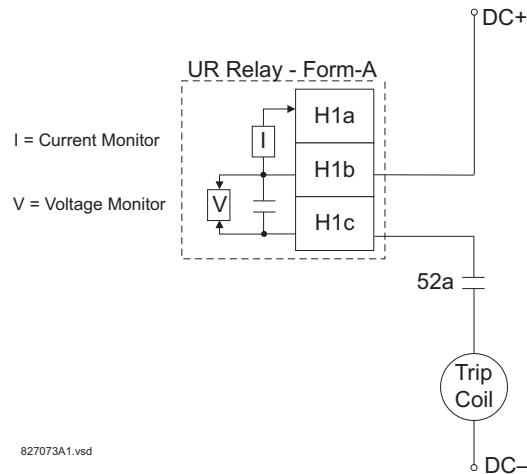 DC+
UR Relay - Form-A
H1a
I = Current Monitor
I
H1b
V = Voltage Monitor
V
H1c
52a
Trip
Coil
827073A1.vsd
DC–